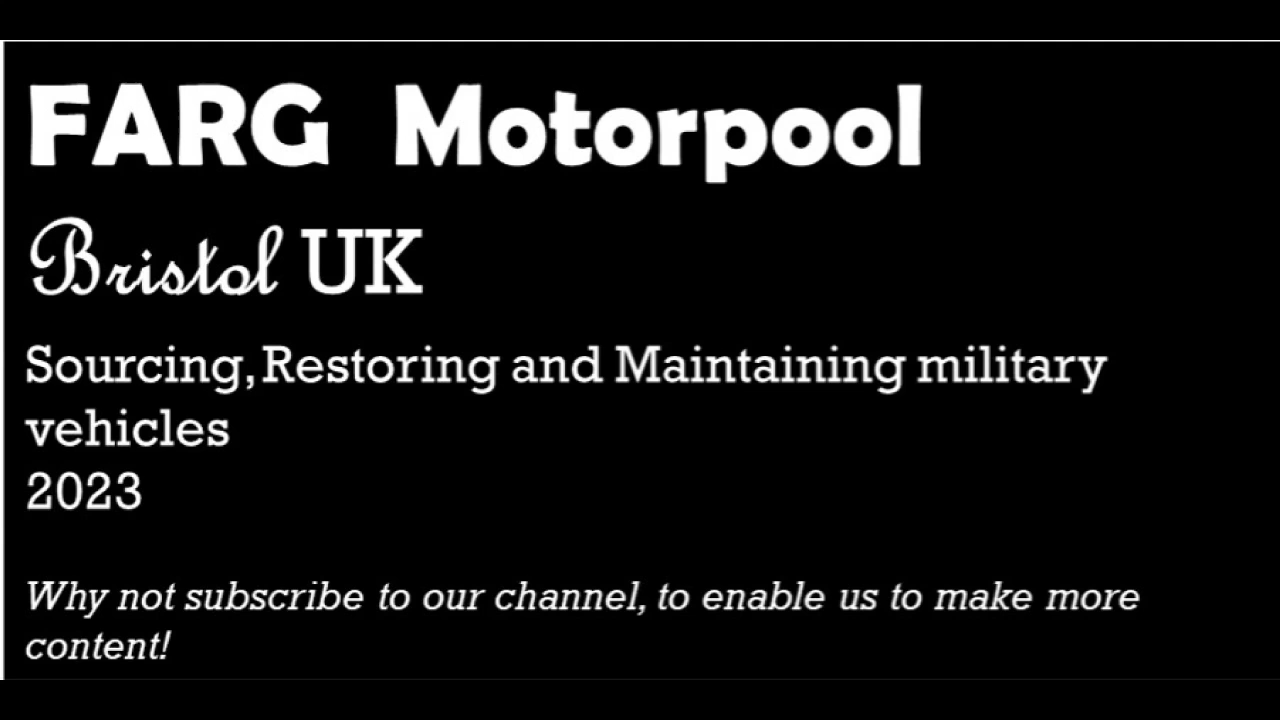 FARG Motorpool
Bristol UK
Sourcing, Restoring and Maintaining military
vehicles
2023
Why not subscribe to our channel, to enable us to make more
content!